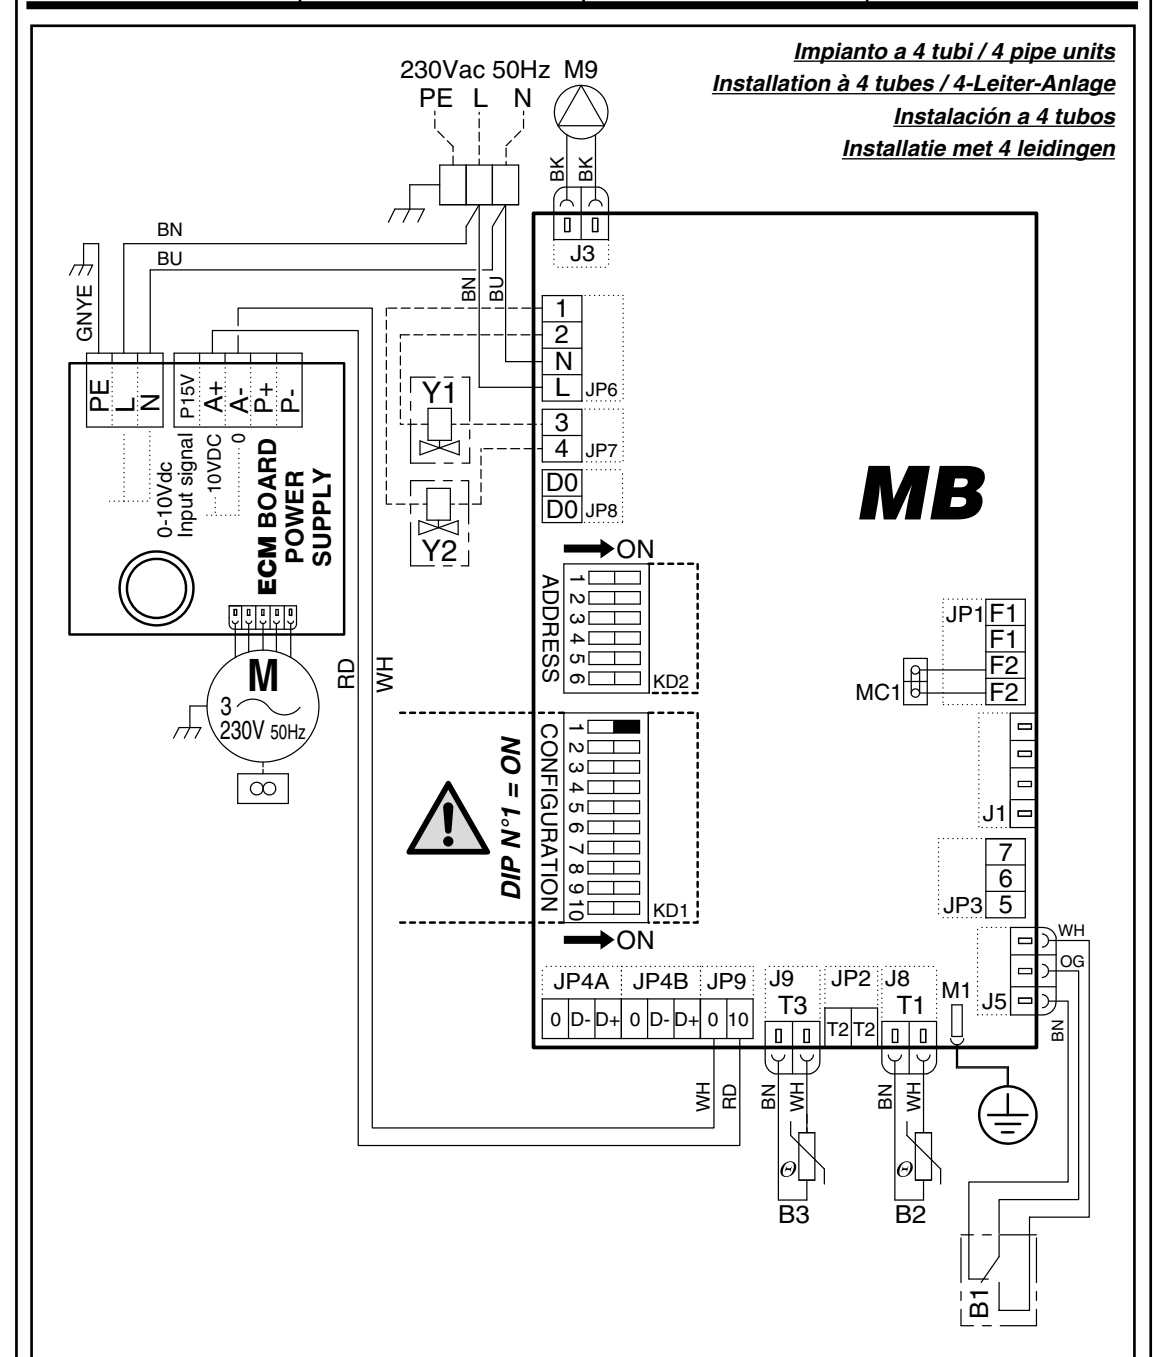 Impianto a 4 tubi / 4 pipe units
Installation à 4 tubes / 4-Leiter-Anlage
Instalación a 4 tubos
Installatie met 4 leidingen
230Vac 50Hz M9
PE L N
BK BK
J3
BN
BU
GNYE
BN BU
PE L N
P15V A+ A- P+ P-
0-10Vdc
Input signal
10VDC 0
ECM BOARD
POWER
SUPPLY
M
3
230V 50Hz
RD WH
1
2
N
L JP6
3
4 JP7
D0
D0 JP8
Y1
Y2
MB
ON
ADDRESS
1
2
3
4
5
6
KD2
DIP N°1 = ON
CONFIGURATION
1
2
3
4
5
6
7
8
9
10
KD1
ON
JP1 F1
F1
F2
F2
MC1
J1
7
6
JP3 5
WH
OG
J5
BN
JP4A JP4B JP9
0 D- D+ 0 D- D+ 0 10
J9 JP2 J8
T3 T2 T2 T1
M1
WH RD
BN WH
BN WH
Θ Θ
B3 B2
B1